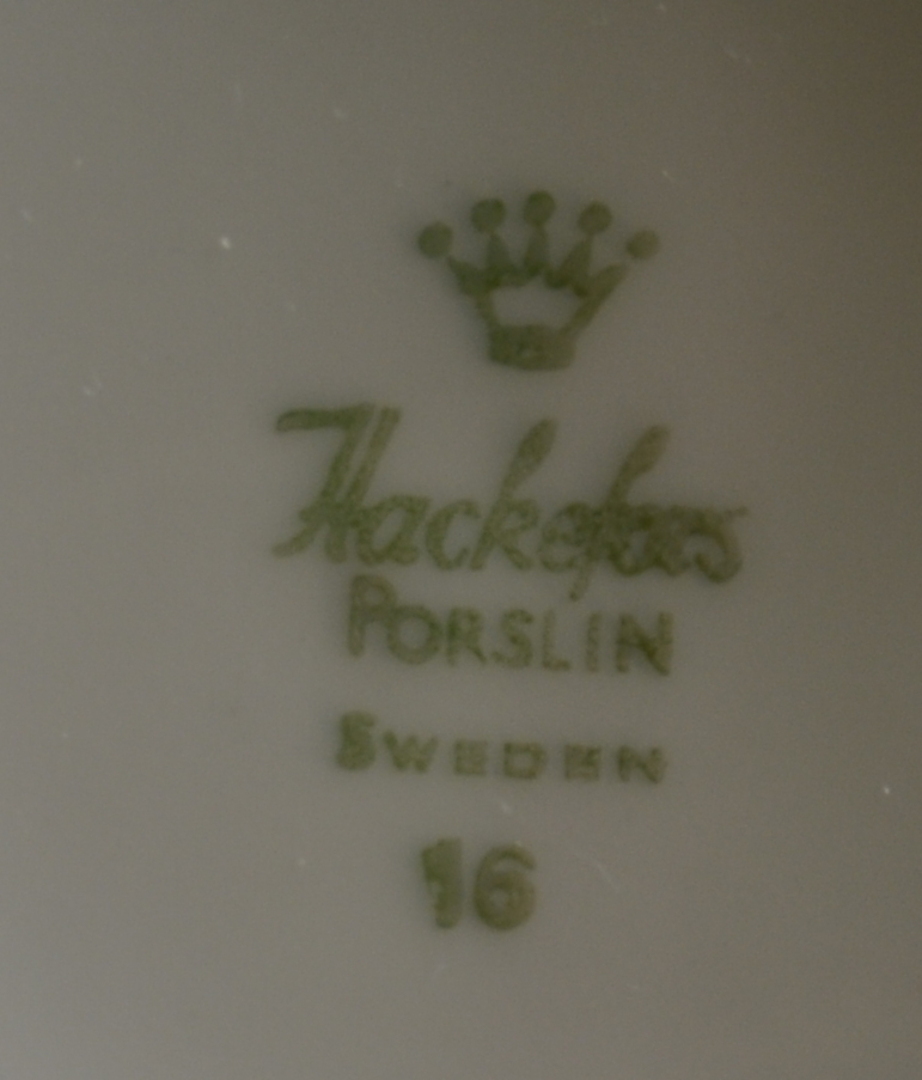 Hackefors
PORSLIN
SWEDEN
16